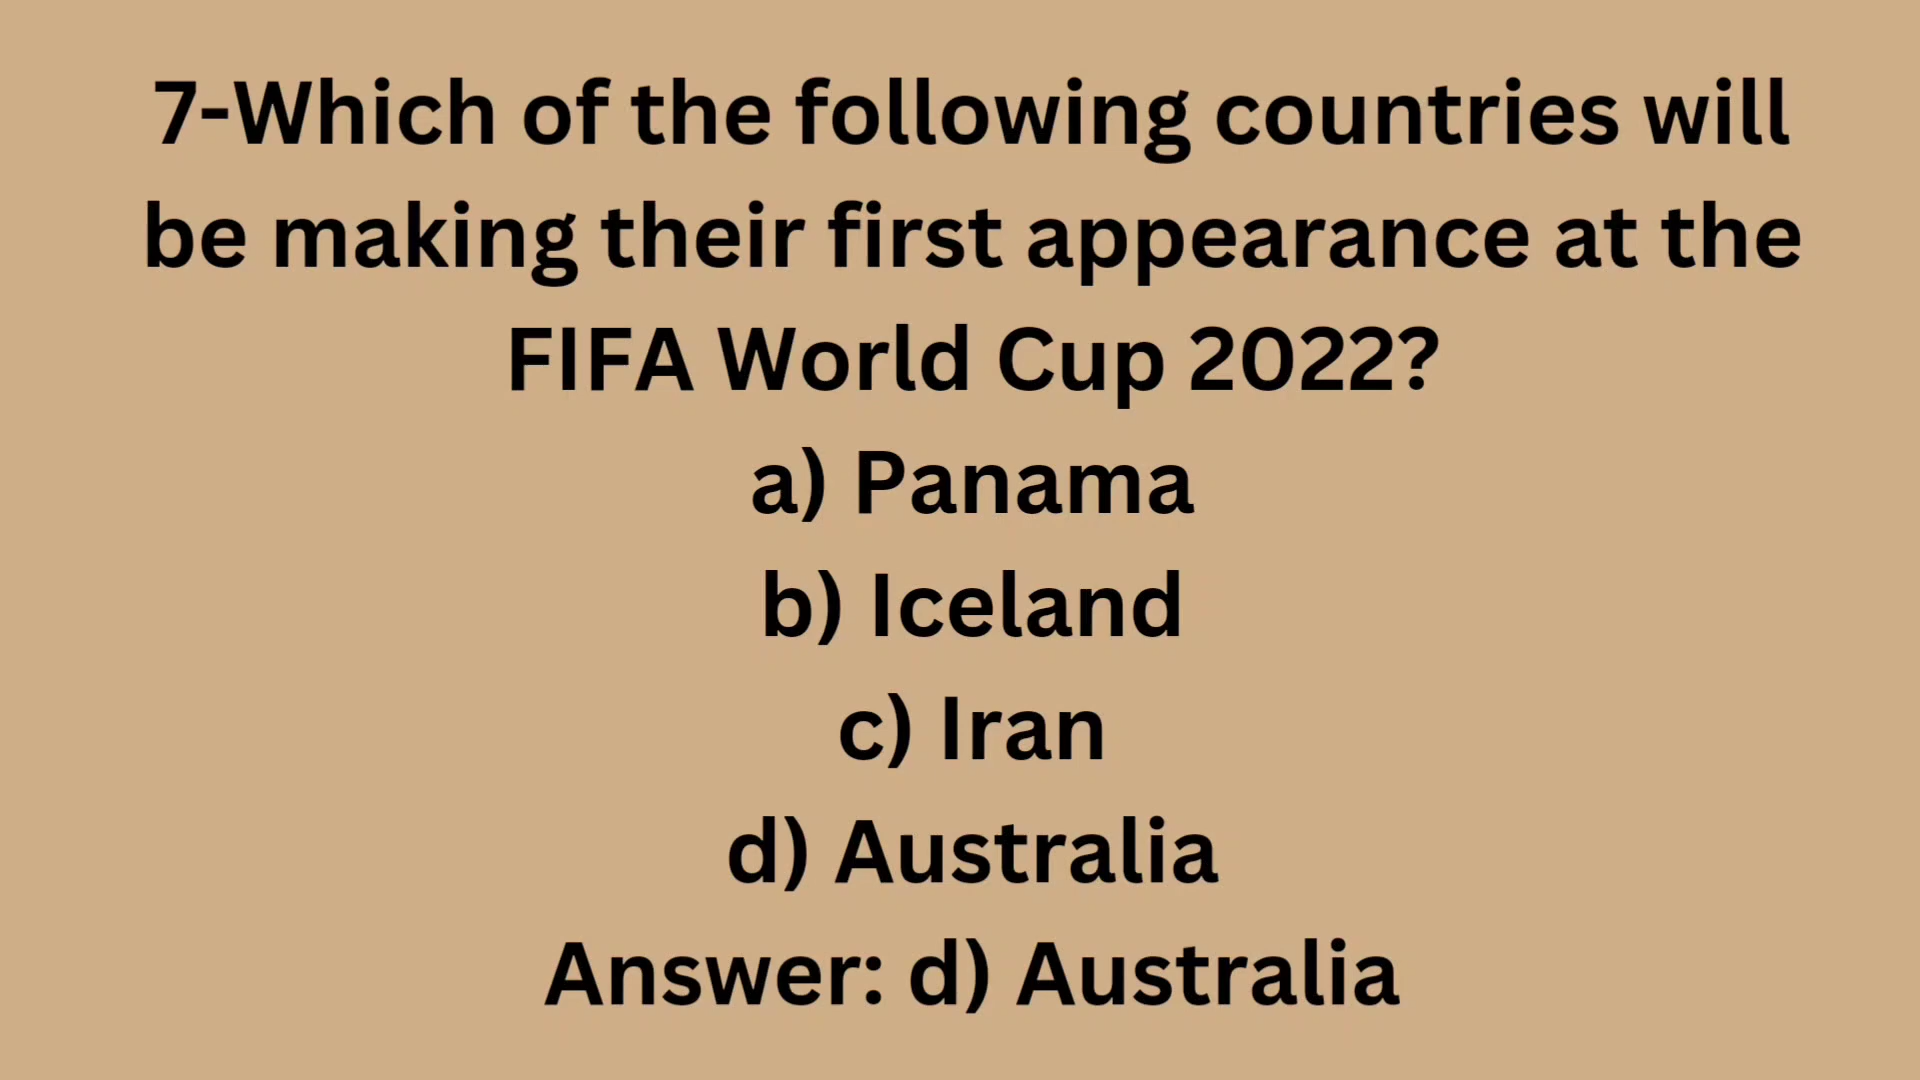 7-Which of the following countries will
be making their first appearance at the
FIFA World Cup 2022?
a) Panama
b) Iceland
c) Iran
d) Australia
Answer: d) Australia